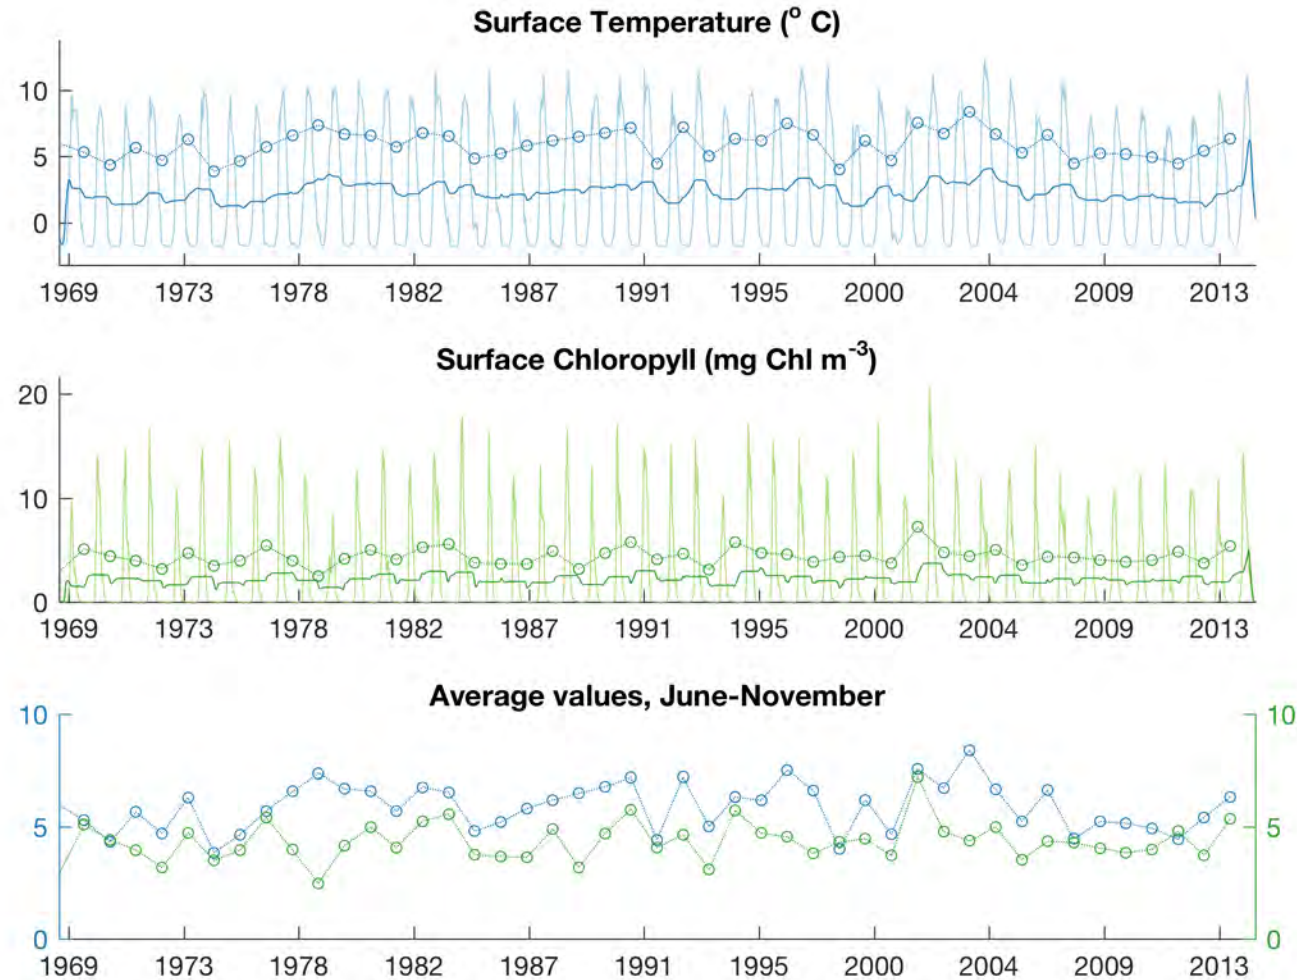 Surface Temperature (° C)
10
5
0
1969 1973 1978 1982 1987 1991 1995 2000 2004 2009 2013
Surface Chloropyll (mg Chl m⁻³)
20
10
0
1969 1973 1978 1982 1987 1991 1995 2000 2004 2009 2013
Average values, June-November
10 10
5 5
0 0
1969 1973 1978 1982 1987 1991 1995 2000 2004 2009 2013